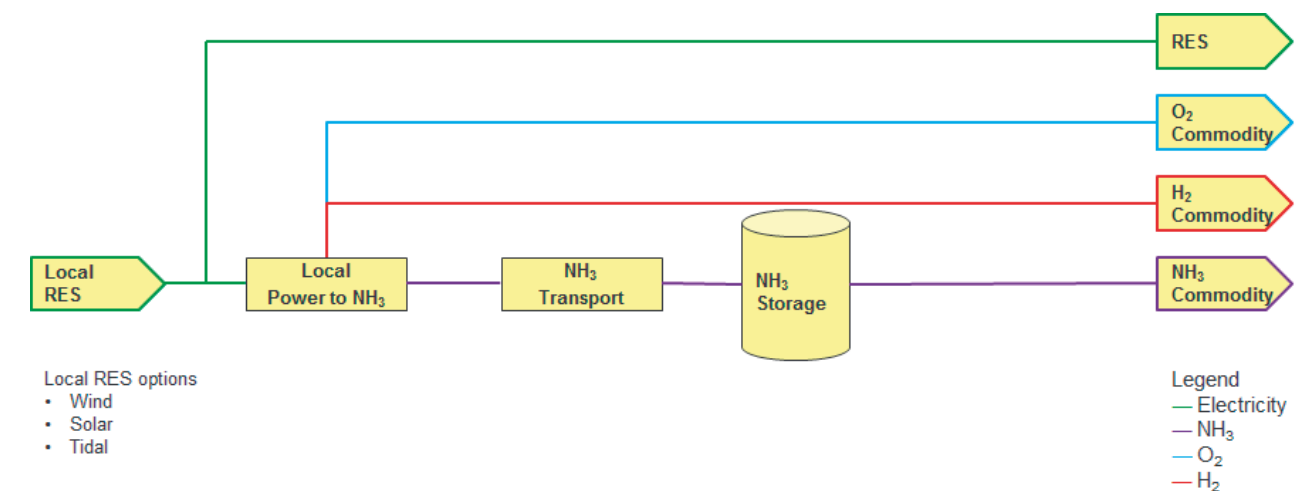 RES
O₂
Commodity
H₂
Commodity
Local
RES
Local
Power to NH₃
NH₃
Transport
NH₃
Storage
NH₃
Commodity
Local RES options
• Wind
• Solar
• Tidal
Legend
— Electricity
— NH₃
— O₂
— H₂